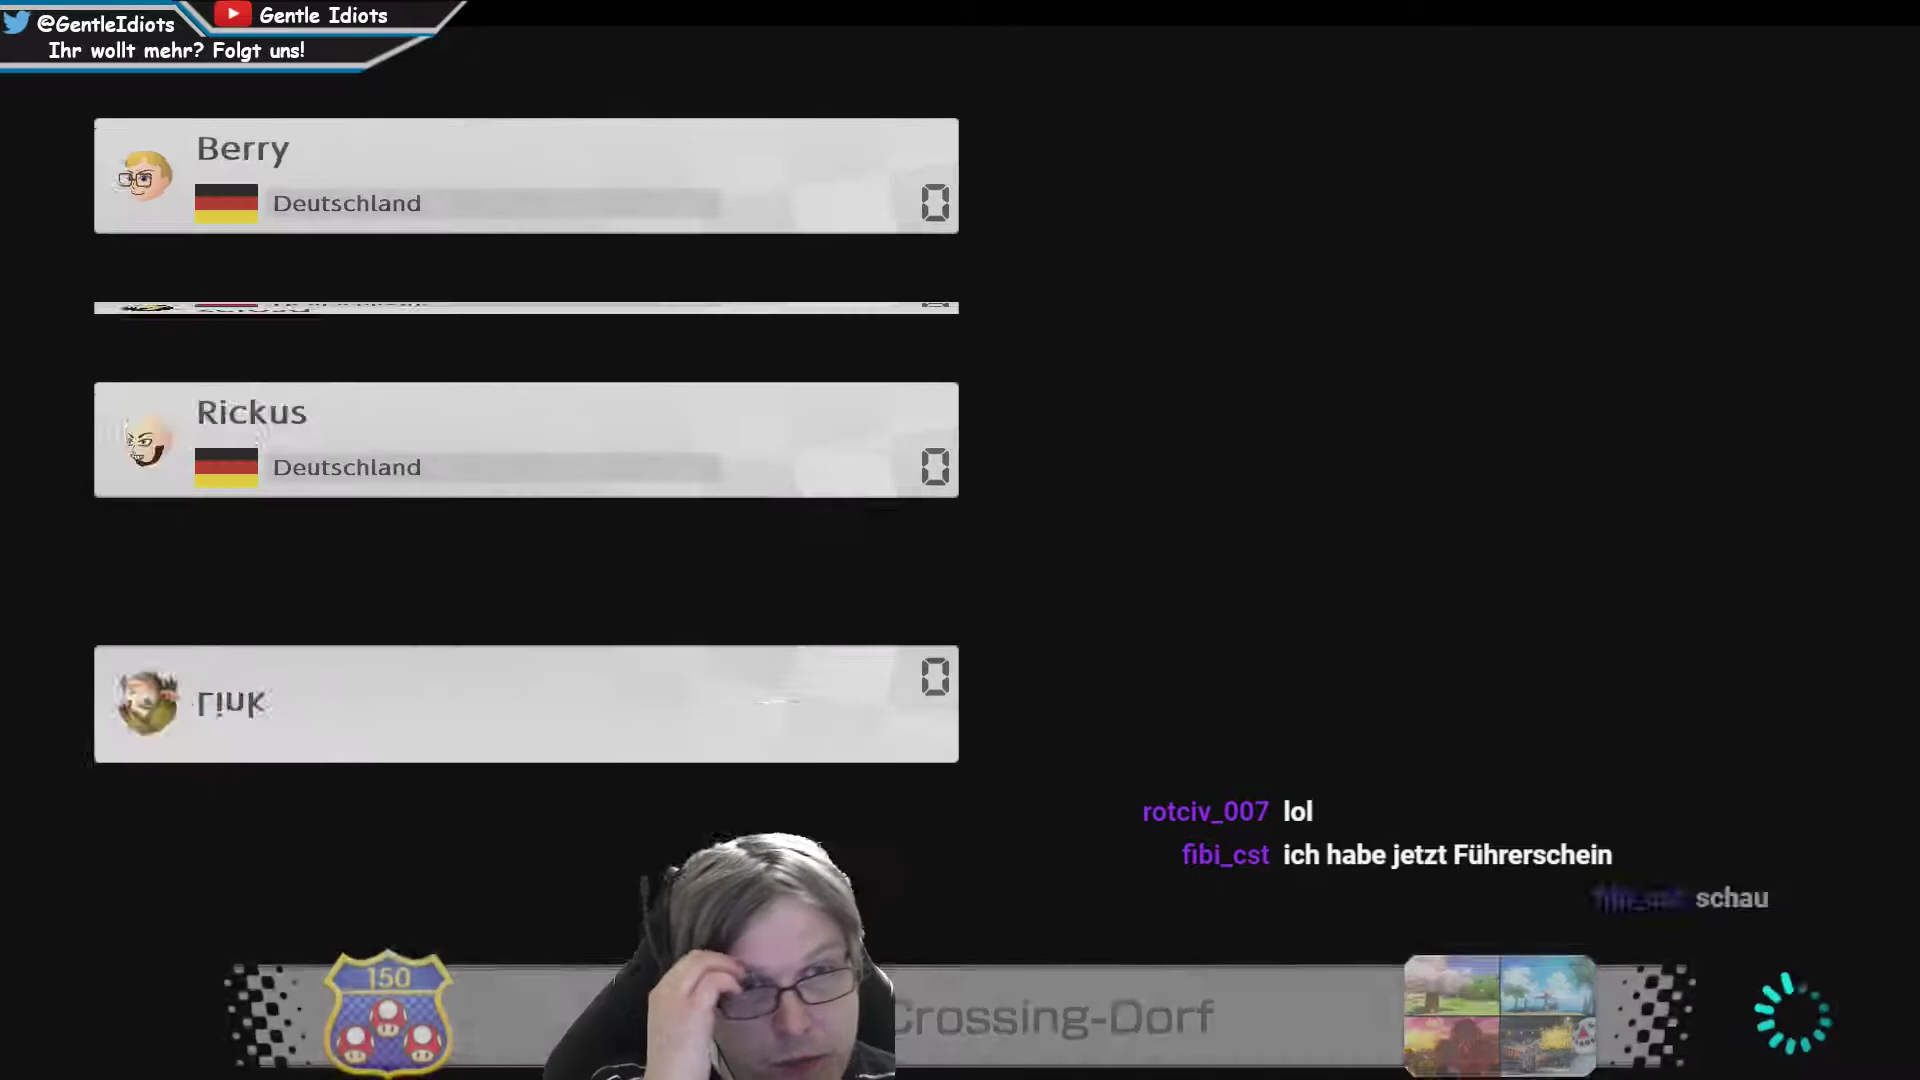 @GentleIdiots
Gentle Idiots
Ihr wollt mehr? Folgt uns!
Berry
Deutschland
0
Rickus
Deutschland
0
Link
0
rotciv_007 lol
fibi_cst ich habe jetzt Führerschein
schau
150
Crossing-Dorf